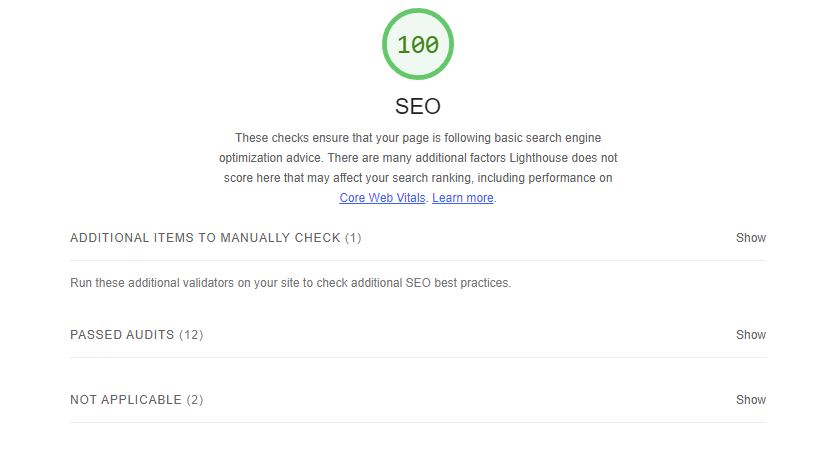 100
SEO
These checks ensure that your page is following basic search engine
optimization advice. There are many additional factors Lighthouse does not
score here that may affect your search ranking, including performance on
Core Web Vitals. Learn more.
ADDITIONAL ITEMS TO MANUALLY CHECK (1) Show
Run these additional validators on your site to check additional SEO best practices.
PASSED AUDITS (12) Show
NOT APPLICABLE (2) Show